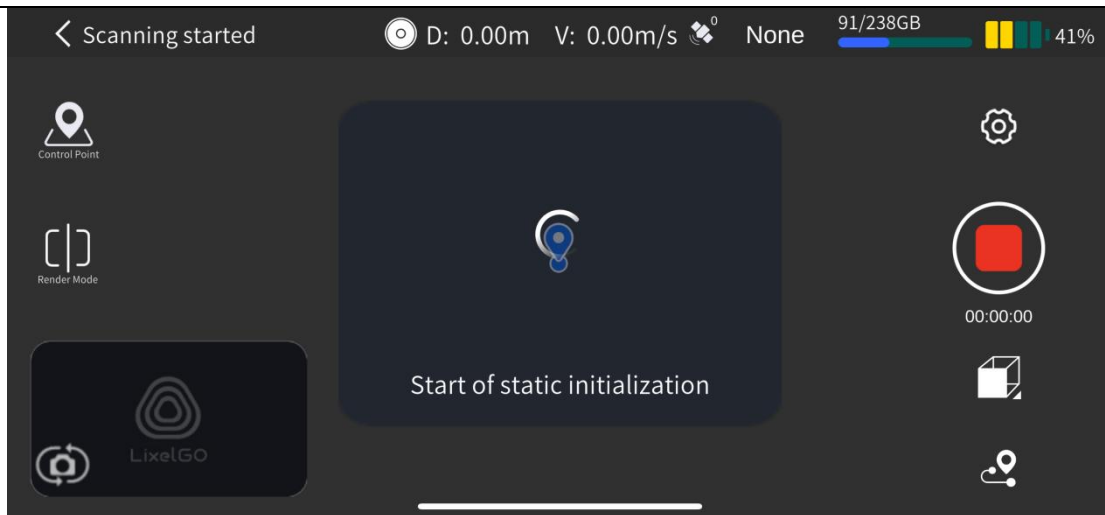 Scanning started
D: 0.00m V: 0.00m/s 0 None 91/238GB 41%
Control Point
Render Mode
00:00:00
Start of static initialization
LixelGO